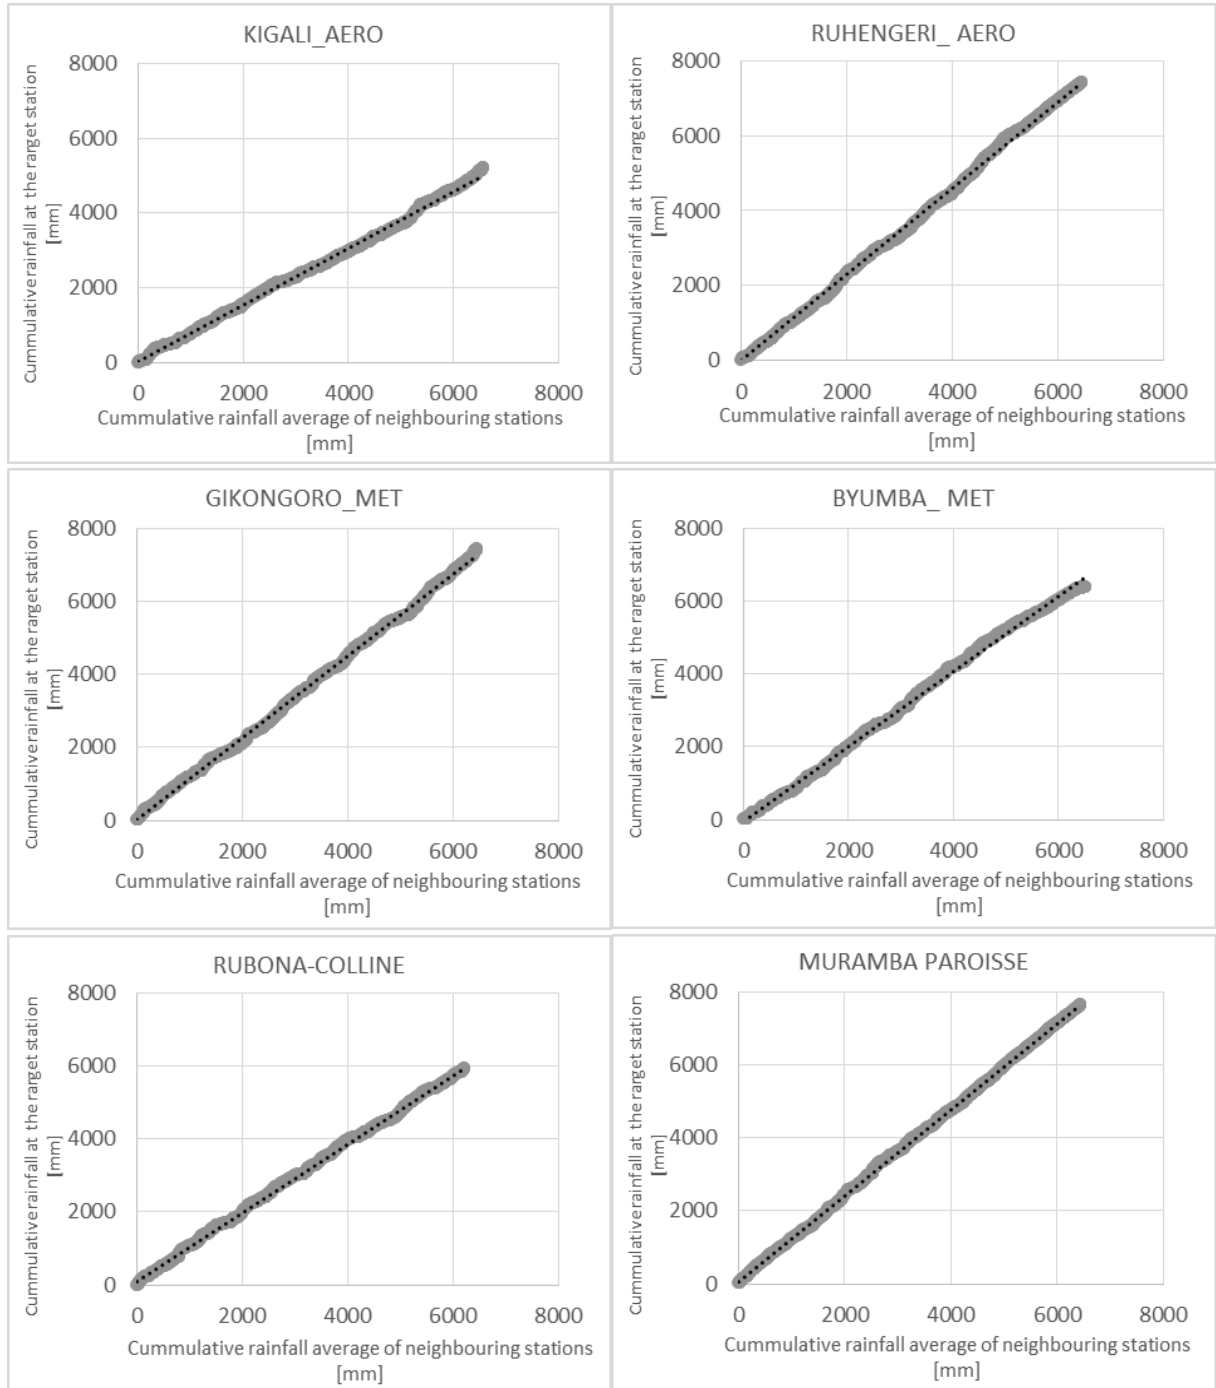 KIGALI_AERO
Cummulative rainfall at the rarget station
[mm]
8000
6000
4000
2000
0
0 2000 4000 6000 8000
Cummulative rainfall average of neighbouring stations
[mm]
RUHENGERI_ AERO
Cummulative rainfall at the rarget station
[mm]
8000
6000
4000
2000
0
0 2000 4000 6000 8000
Cummulative rainfall average of neighbouring stations
[mm]
GIKONGORO_MET
Cummulative rainfall at the rarget station
[mm]
8000
6000
4000
2000
0
0 2000 4000 6000 8000
Cummulative rainfall average of neighbouring stations
[mm]
BYUMBA_ MET
Cummulative rainfall at the rarget station
[mm]
8000
6000
4000
2000
0
0 2000 4000 6000 8000
Cummulative rainfall average of neighbouring stations
[mm]
RUBONA-COLLINE
Cummulative rainfall at the rarget station
[mm]
8000
6000
4000
2000
0
0 2000 4000 6000 8000
Cummulative rainfall average of neighbouring stations
[mm]
MURAMBA PAROISSE
Cummulative rainfall at the rarget station
[mm]
8000
6000
4000
2000
0
0 2000 4000 6000 8000
Cummulative rainfall average of neighbouring stations
[mm]